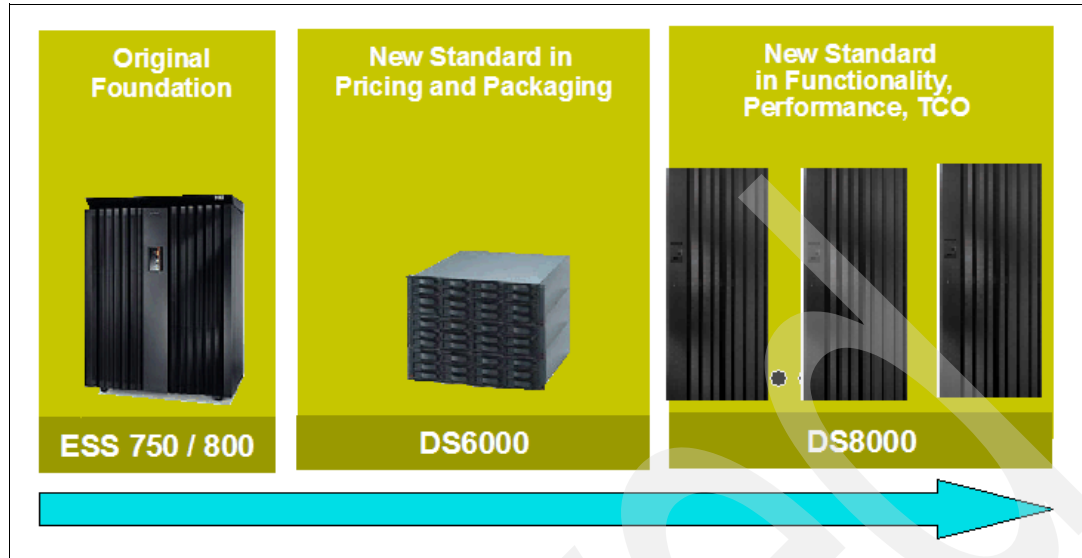 Original
Foundation
New Standard in
Pricing and Packaging
New Standard
in Functionality,
Performance, TCO
ESS 750 / 800
DS6000
DS8000